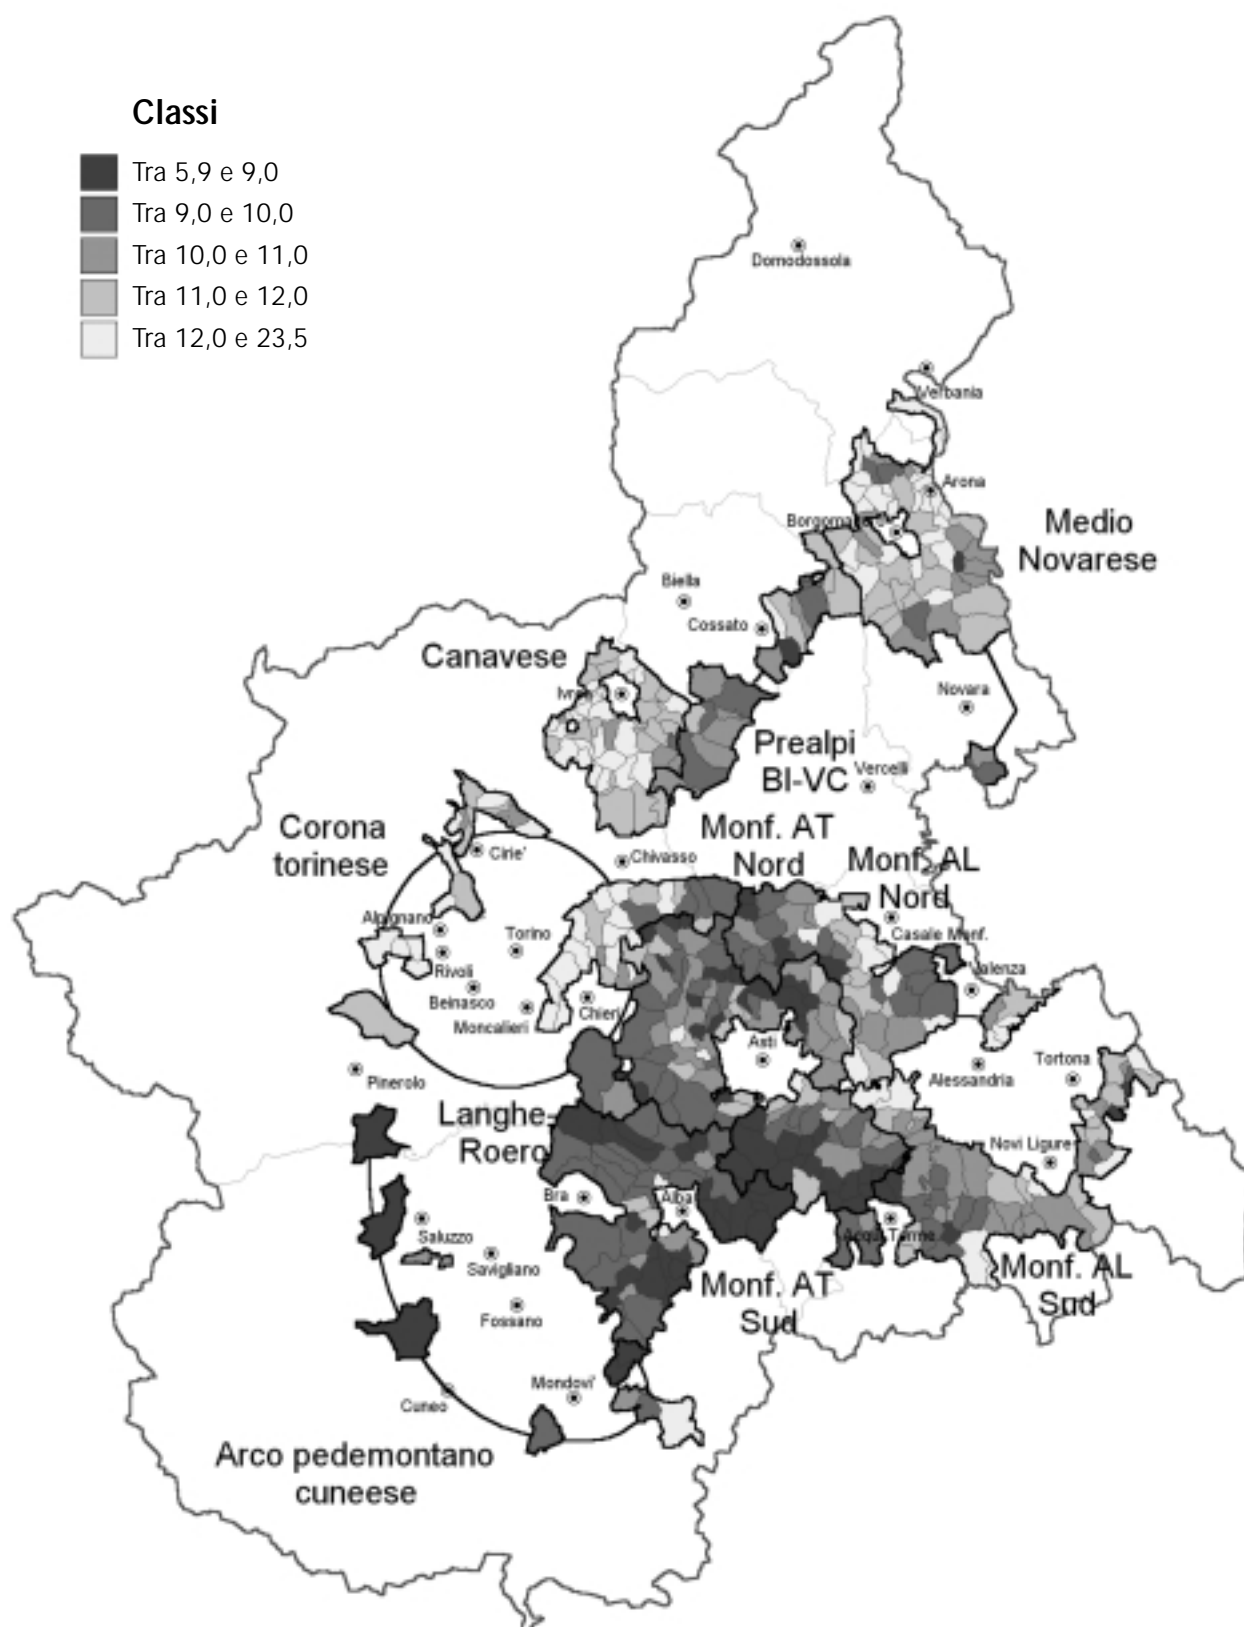 Classi
Tra 5,9 e 9,0
Tra 9,0 e 10,0
Tra 10,0 e 11,0
Tra 11,0 e 12,0
Tra 12,0 e 23,5
Domodossola
Verbania
Arona
Medio
Novarese
Biella
Cossato
Canavese
Novara
Prealpi
BI-VC
Vercelli
Corona
torinese
Cirie'
Chivasso
Monf. AT
Nord
Monf. AL
Nord
Casale Monf.
Alpignano
Torino
Rivoli
Beinasco
Moncalieri
Chieri
Valenza
Asti
Alessandria
Tortona
Pinerolo
Langhe-
Roero
Novi Ligure
Bra
Alba
Saluzzo
Savigliano
Acqui Terme
Fossano
Monf. AT
Sud
Monf. AL
Sud
Mondovi'
Cuneo
Arco pedemontano
cuneese